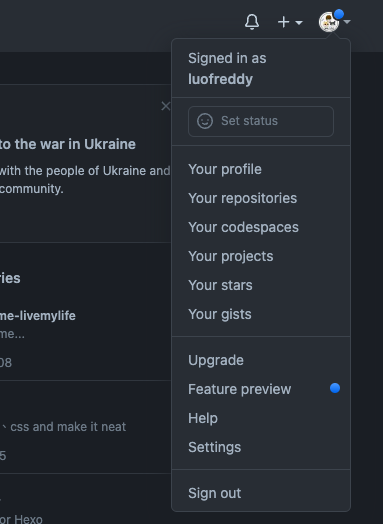 Signed in as
luofreddy
Set status
Your profile
Your repositories
Your codespaces
Your projects
Your stars
Your gists
Upgrade
Feature preview
Help
Settings
Sign out
to the war in Ukraine
with the people of Ukraine and
community.
ries
me-livemylife
me...
08
、css and make it neat
5
or Hexo